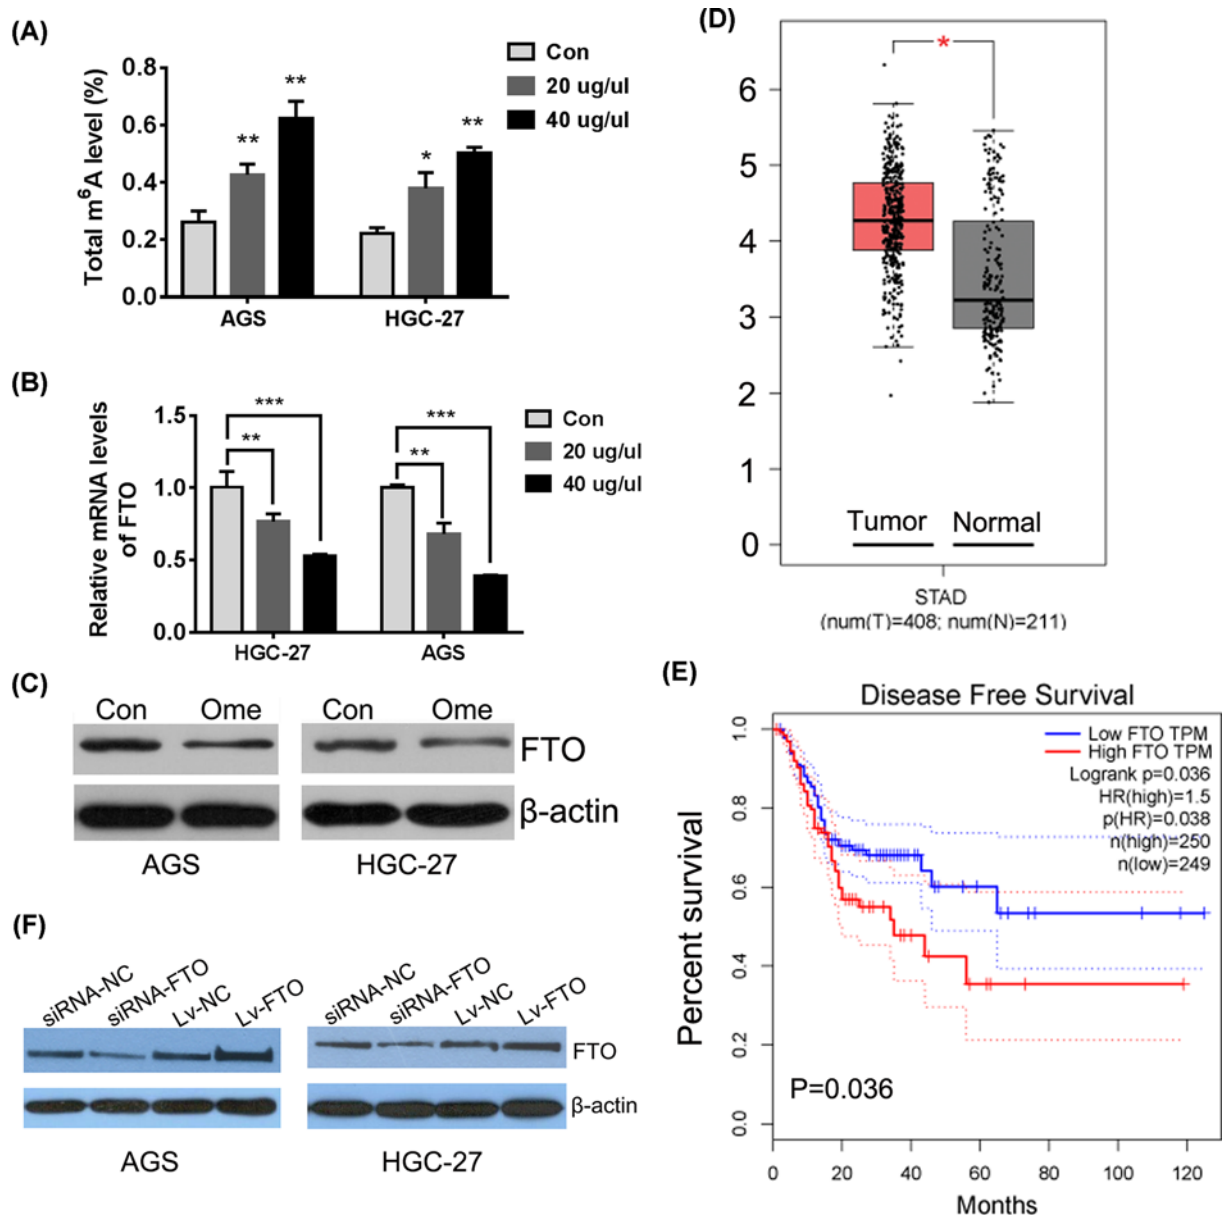 (A)
Con
20 ug/ul
40 ug/ul
Total m⁶A level (%)
0.8
0.6
0.4
0.2
0.0
** **
* **
AGS
HGC-27
(B)
Con
20 ug/ul
40 ug/ul
Relative mRNA levels
of FTO
1.5
1.0
0.5
0.0
***
**
***
**
HGC-27
AGS
(C)
Con Ome
Con Ome
FTO
β-actin
AGS
HGC-27
(D)
*
6
5
4
3
2
1
0
Tumor
Normal
STAD
(num(T)=408; num(N)=211)
(E)
Disease Free Survival
Low FTO TPM
High FTO TPM
Logrank p=0.036
HR(high)=1.5
p(HR)=0.038
n(high)=250
n(low)=249
Percent survival
1.0
0.8
0.6
0.4
0.2
0.0
P=0.036
0 20 40 60 80 100 120
Months
(F)
siRNA-NC
siRNA-FTO
Lv-NC
Lv-FTO
siRNA-NC
siRNA-FTO
Lv-NC
Lv-FTO
FTO
β-actin
AGS
HGC-27